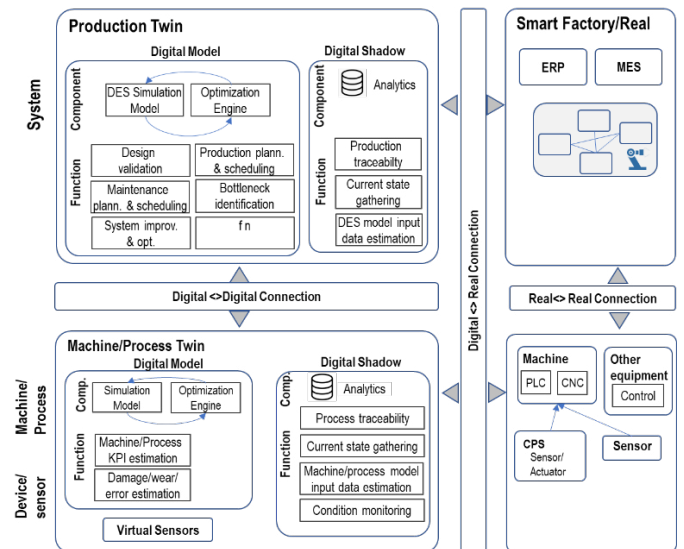 Production Twin
Smart Factory/Real
Digital Model
Digital Shadow
System
Component
DES Simulation
Model
Optimization
Engine
Component
Analytics
ERP
MES
Function
Design
validation
Production plann.
& scheduling
Maintenance
plann. & scheduling
Bottleneck
identification
System improv.
& opt.
f n
Function
Production
traceabilty
Current state
gathering
DES model input
data estimation
Digital <>Digital Connection
Digital <> Real Connection
Real<> Real Connection
Machine/Process Twin
Digital Model
Digital Shadow
Machine/
Process
Comp.
Simulation
Model
Optimization
Engine
Comp.
Analytics
Machine
PLC
CNC
Other
equipment
Control
Function
Machine/Process
KPI estimation
Damage/wear/
error estimation
Function
Process traceability
Current state gathering
Machine/process model
input data estimation
Condition monitoring
CPS
Sensor/
Actuator
Sensor
Device/
sensor
Virtual Sensors